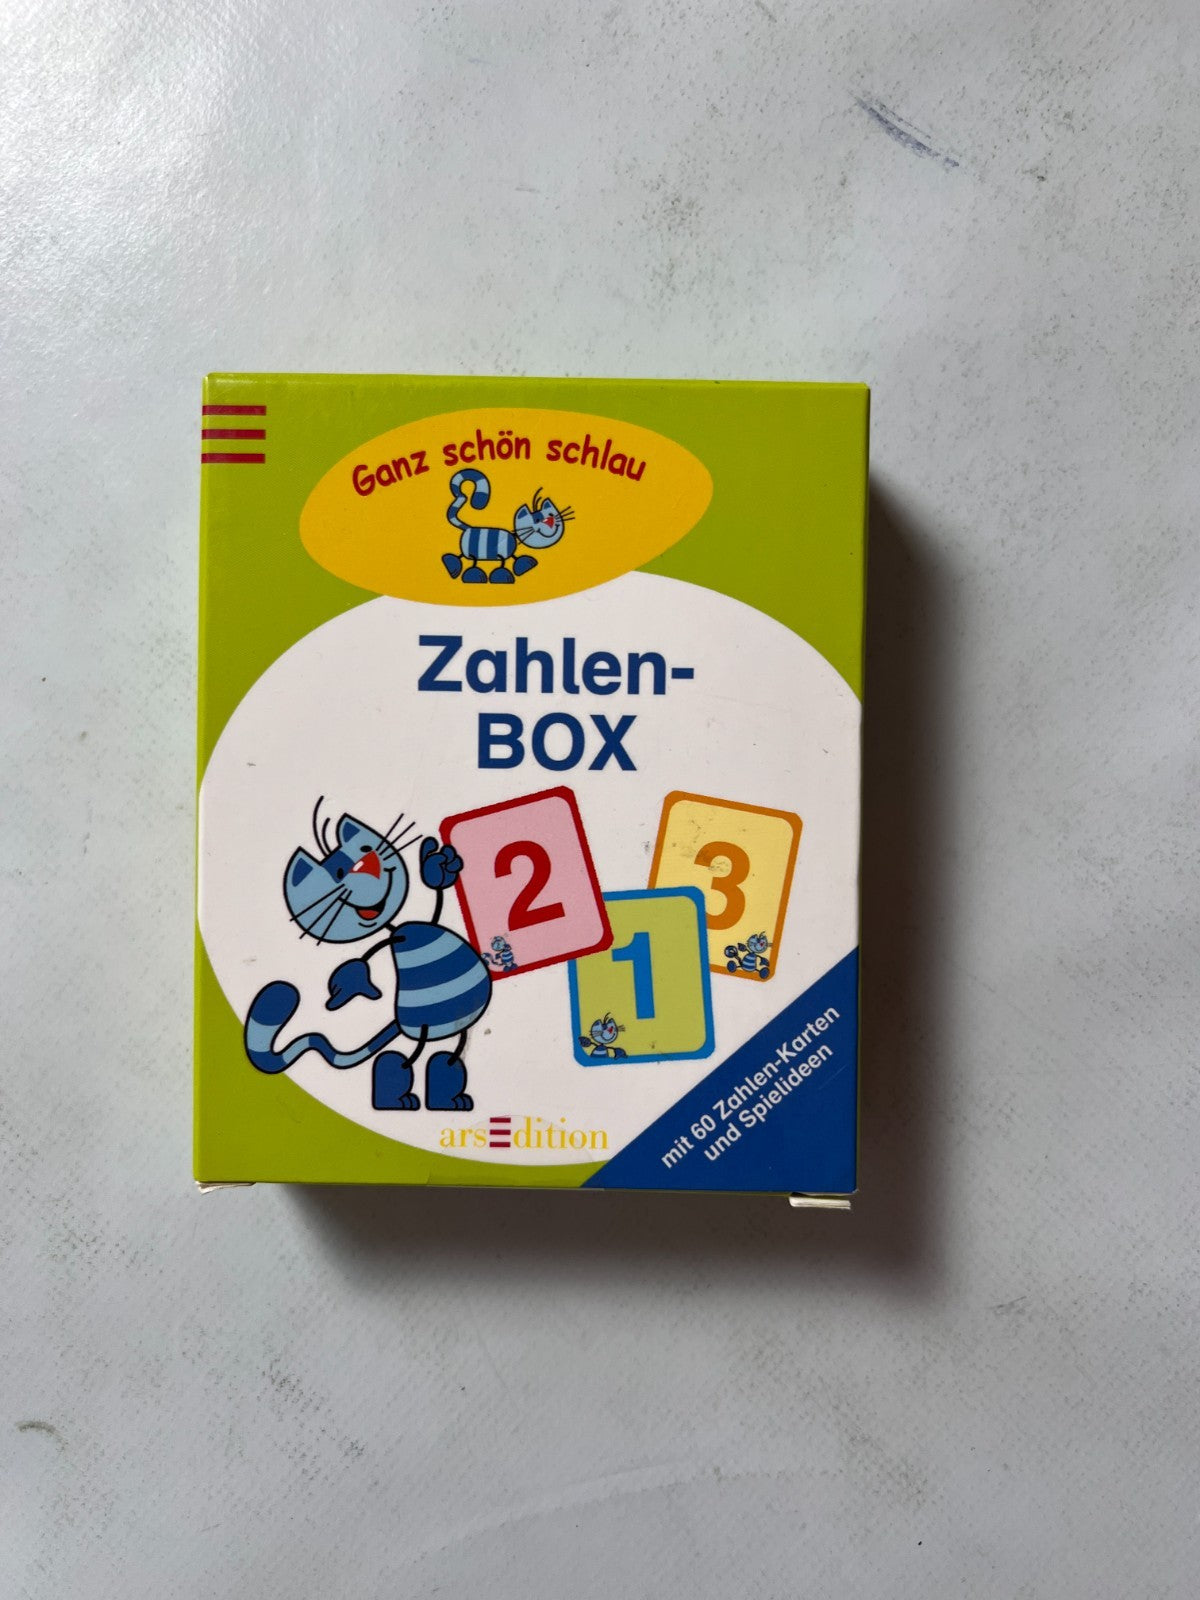 Ganz schön schlau
Zahlen-
BOX
2
3
1
mit 60 Zahlen-Karten
und Spielideen
arsEdition